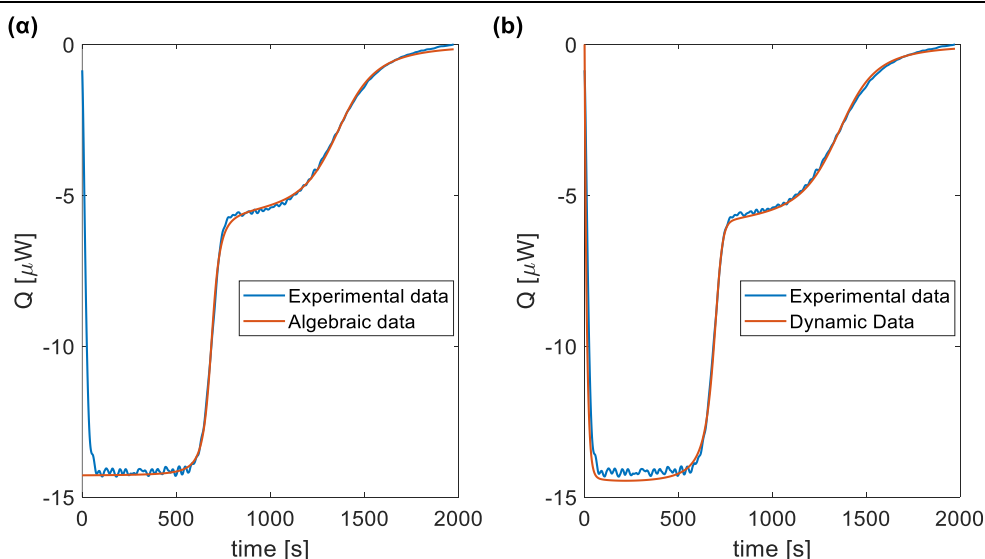 (α)
0
-5
-10
-15
Q [μW]
Experimental data
Algebraic data
0
500
1000
1500
2000
time [s]
(b)
0
-5
-10
-15
Q [μW]
Experimental data
Dynamic Data
0
500
1000
1500
2000
time [s]